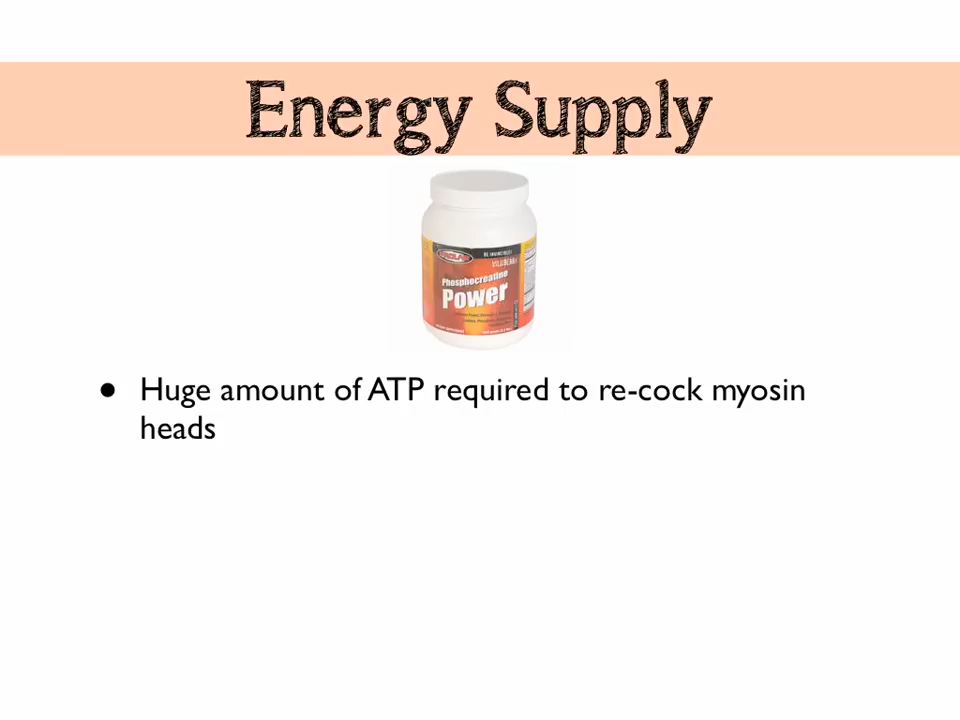 Energy Supply
Phosphocreatine
Power
• Huge amount of ATP required to re-cock myosin
heads